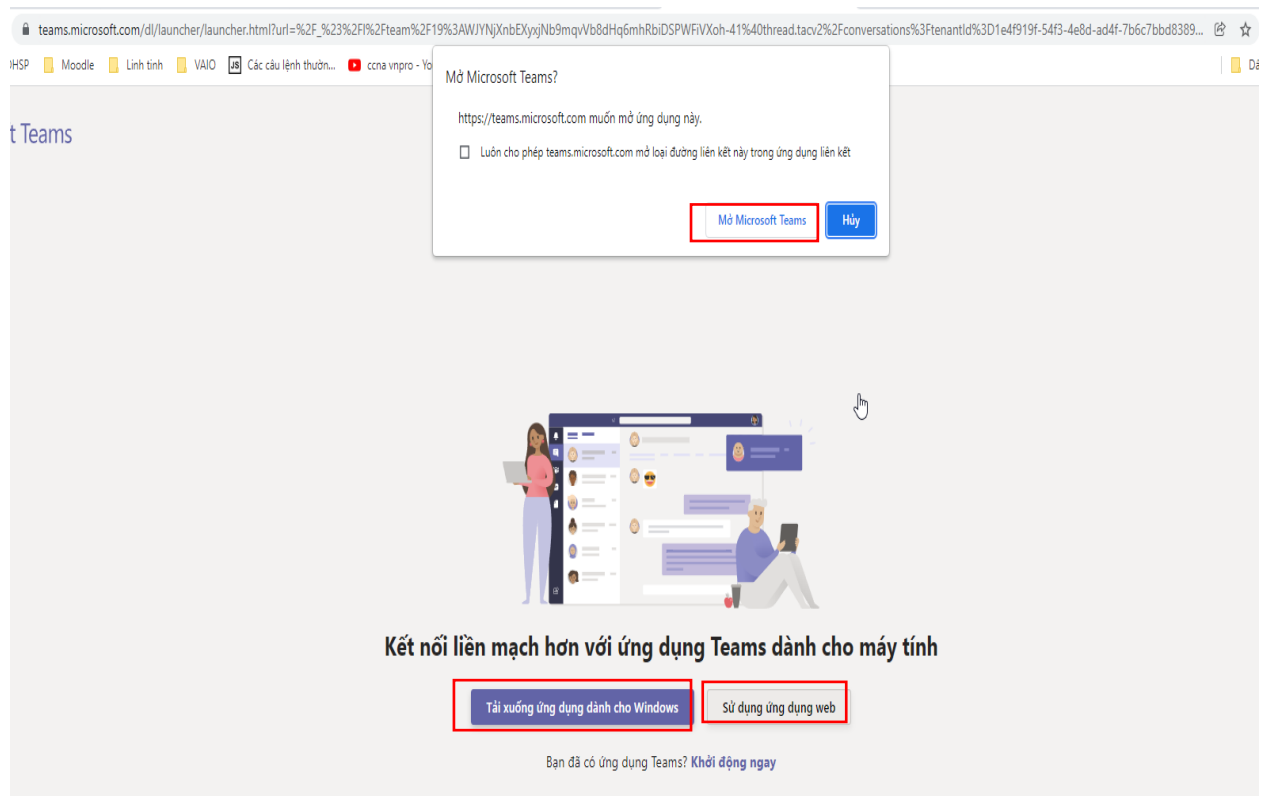 teams.microsoft.com/dl/launcher/launcher.html?url=%2F_%23%2Fl%2Fteam%2F19%3AWJYNjXnbEXyxjNb9mqvVb8dHq6mhRbiDSPWFiVXoh-41%40thread.tacv2%2Fconversations%3FtenantId%3D1e4f919f-54f3-4e8d-ad4f-7b6c7bbd8389...
HSP Moodle Linh tinh VAIO JS Các câu lệnh thườn... ccna vnpro - Yo
t Teams
Mở Microsoft Teams?
https://teams.microsoft.com muốn mở ứng dụng này.
Luôn cho phép teams.microsoft.com mở loại đường liên kết này trong ứng dụng liên kết
Mở Microsoft Teams Hủy
Kết nối liền mạch hơn với ứng dụng Teams dành cho máy tính
Tải xuống ứng dụng dành cho Windows Sử dụng ứng dụng web
Bạn đã có ứng dụng Teams? Khởi động ngay